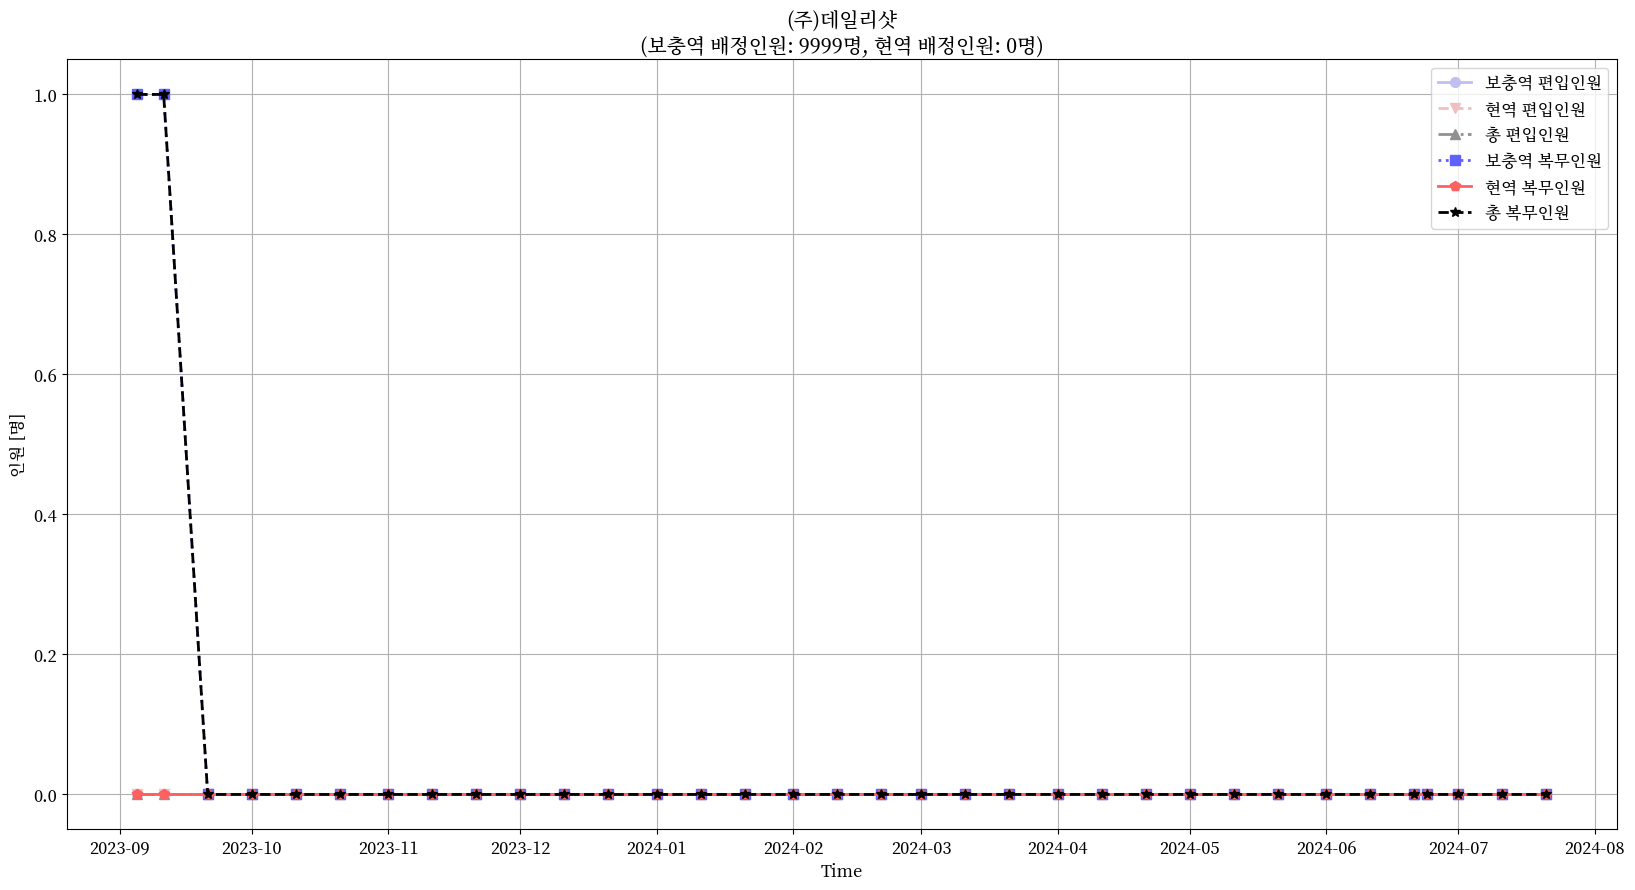 (주)데일리샷
(보충역 배정인원: 9999명, 현역 배정인원: 0명)
보충역 편입인원
현역 편입인원
총 편입인원
보충역 복무인원
현역 복무인원
총 복무인원
인원 [명]
1.0
0.8
0.6
0.4
0.2
0.0
2023-09 2023-10 2023-11 2023-12 2024-01 2024-02 2024-03 2024-04 2024-05 2024-06 2024-07 2024-08
Time